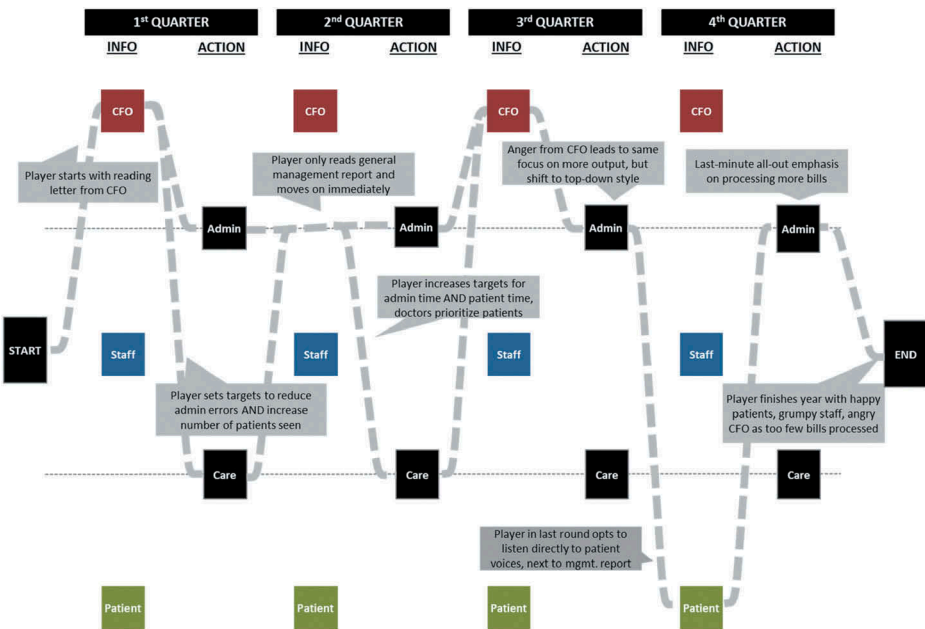 1st QUARTER
2nd QUARTER
3rd QUARTER
4th QUARTER
INFO
ACTION
INFO
ACTION
INFO
ACTION
INFO
ACTION
CFO
CFO
CFO
CFO
Player starts with reading
letter from CFO
Player only reads general
management report and
moves on immediately
Anger from CFO leads to same
focus on more output, but
shift to top-down style
Last-minute all-out emphasis
on processing more bills
Admin
Admin
Admin
Admin
Player increases targets for
admin time AND patient time,
doctors prioritize patients
START
Staff
Staff
Staff
Staff
END
Player sets targets to reduce
admin errors AND increase
number of patients seen
Player finishes year with happy
patients, grumpy staff, angry
CFO as too few bills processed
Care
Care
Care
Care
Player in last round opts to
listen directly to patient
voices, next to mgmt. report
Patient
Patient
Patient
Patient